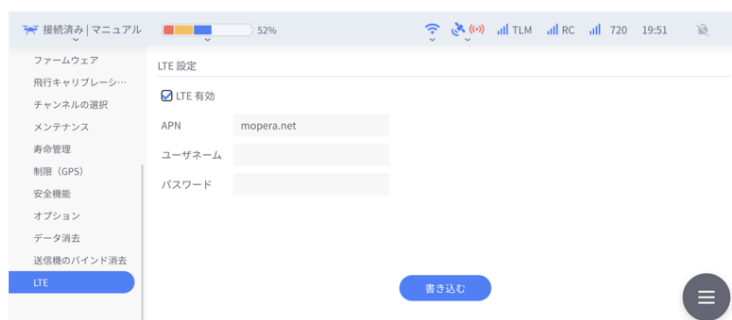 接続済み | マニュアル
52%
TLM
RC
720
19:51
ファームウェア
飛行キャリブレーシ…
チャンネルの選択
メンテナンス
寿命管理
制限（GPS）
安全機能
オプション
データ消去
送信機のバインド消去
LTE
LTE 設定
LTE 有効
APN
mopera.net
ユーザネーム
パスワード
書き込む